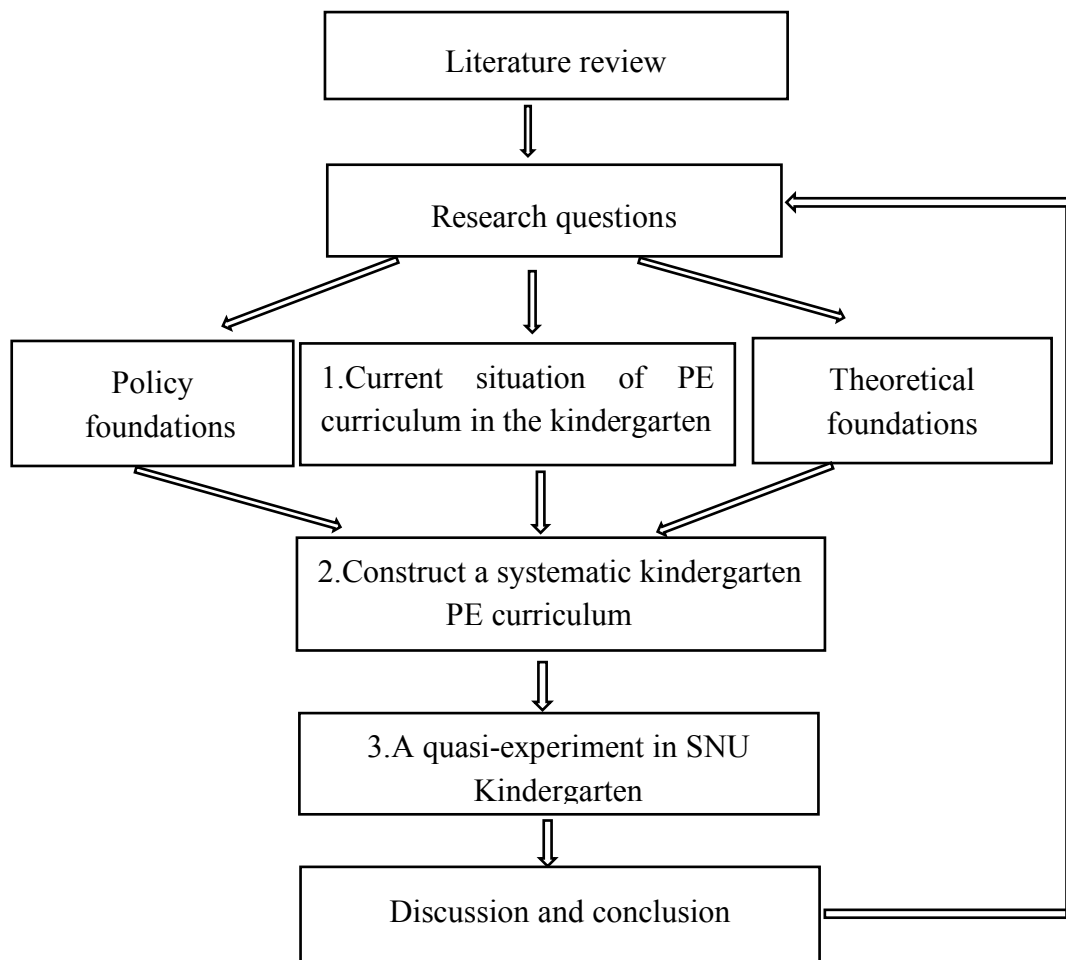 Literature review
Research questions
Policy
foundations
1.Current situation of PE
curriculum in the kindergarten
Theoretical
foundations
2.Construct a systematic kindergarten
PE curriculum
3.A quasi-experiment in SNU
Kindergarten
Discussion and conclusion